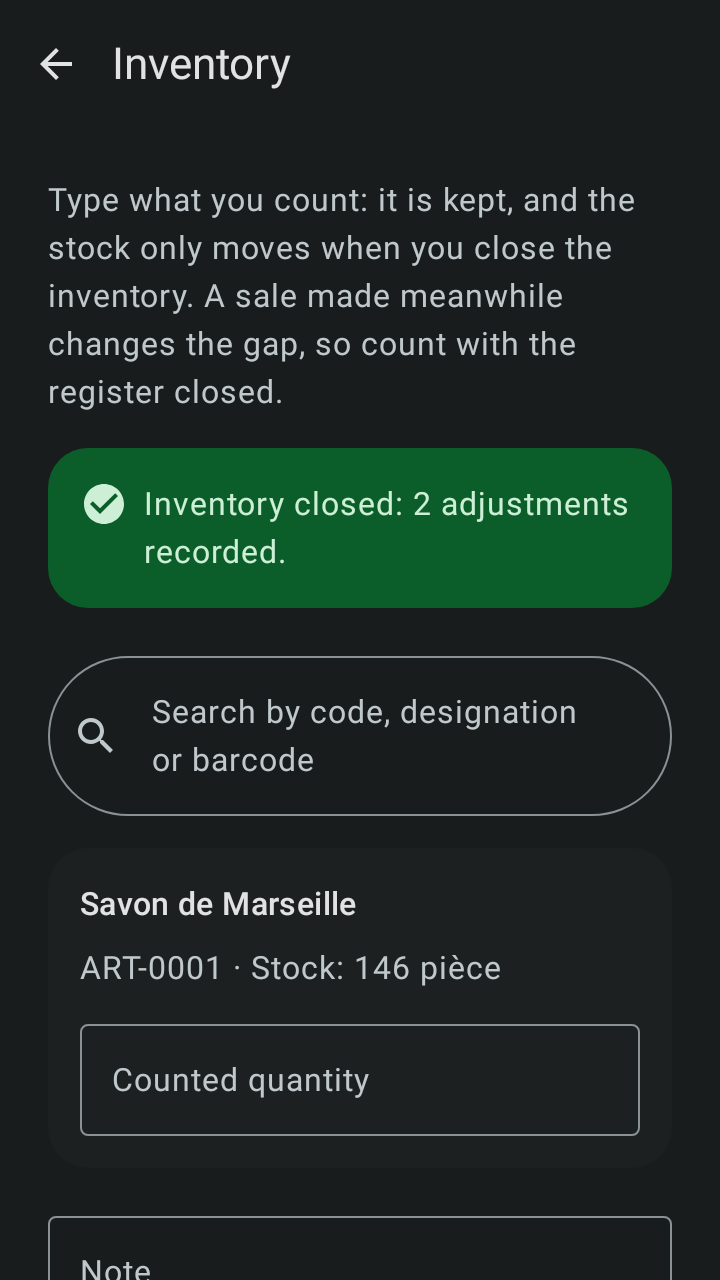 Inventory
Type what you count: it is kept, and the
stock only moves when you close the
inventory. A sale made meanwhile
changes the gap, so count with the
register closed.
Inventory closed: 2 adjustments
recorded.
Search by code, designation
or barcode
Savon de Marseille
ART-0001 · Stock: 146 pièce
Counted quantity
Note